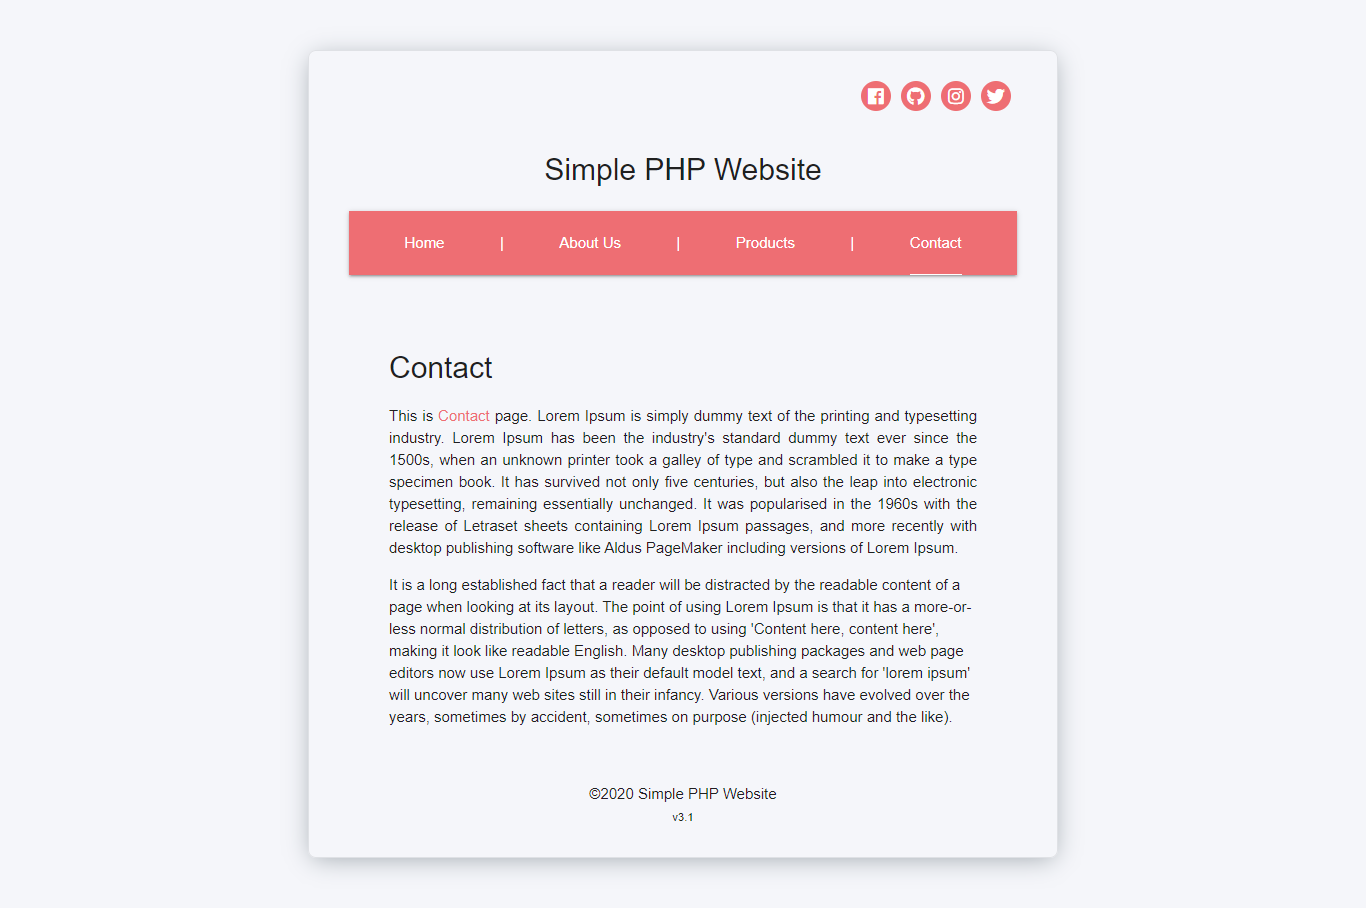 Simple PHP Website
Home | About Us | Products | Contact
Contact
This is Contact page. Lorem Ipsum is simply dummy text of the printing and typesetting
industry. Lorem Ipsum has been the industry's standard dummy text ever since the
1500s, when an unknown printer took a galley of type and scrambled it to make a type
specimen book. It has survived not only five centuries, but also the leap into electronic
typesetting, remaining essentially unchanged. It was popularised in the 1960s with the
release of Letraset sheets containing Lorem Ipsum passages, and more recently with
desktop publishing software like Aldus PageMaker including versions of Lorem Ipsum.
It is a long established fact that a reader will be distracted by the readable content of a
page when looking at its layout. The point of using Lorem Ipsum is that it has a more-or-
less normal distribution of letters, as opposed to using 'Content here, content here',
making it look like readable English. Many desktop publishing packages and web page
editors now use Lorem Ipsum as their default model text, and a search for 'lorem ipsum'
will uncover many web sites still in their infancy. Various versions have evolved over the
years, sometimes by accident, sometimes on purpose (injected humour and the like).
©2020 Simple PHP Website
v3.1